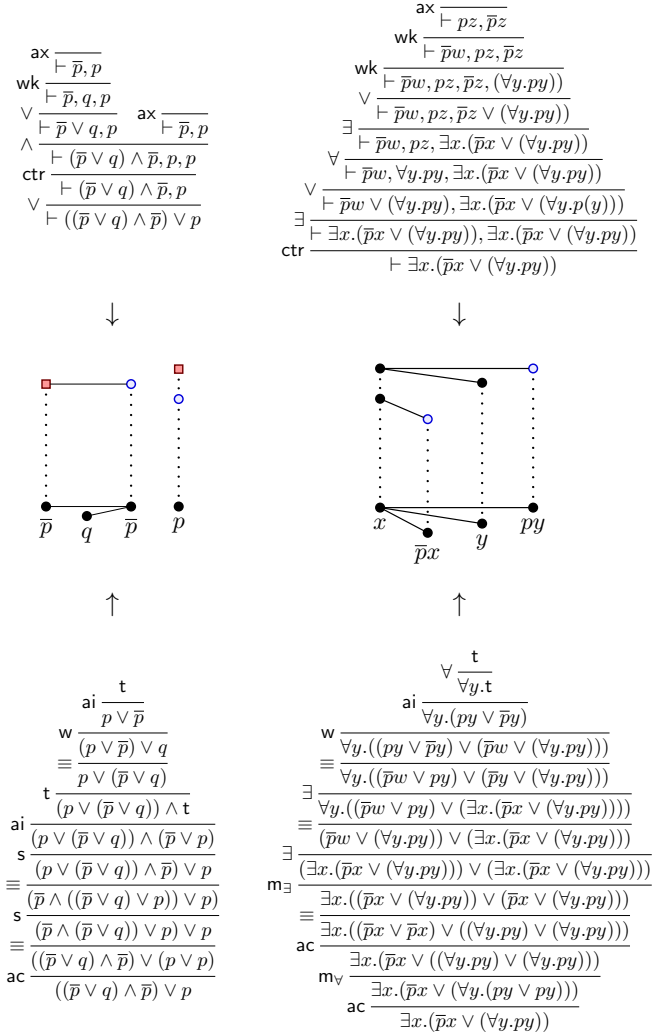 ax
⊢ p̄, p
wk
⊢ p̄, q, p
∨ ax
⊢ p̄ ∨ q, p ⊢ p̄, p
∧
⊢ (p̄ ∨ q) ∧ p̄, p, p
ctr
⊢ (p̄ ∨ q) ∧ p̄, p
∨
⊢ ((p̄ ∨ q) ∧ p̄) ∨ p
ax
⊢ pz, p̄z
wk
⊢ p̄w, pz, p̄z
wk
⊢ p̄w, pz, p̄z, (∀y.py))
∨
⊢ p̄w, pz, p̄z ∨ (∀y.py))
∃
⊢ p̄w, pz, ∃x.(p̄x ∨ (∀y.py))
∀
⊢ p̄w, ∀y.py, ∃x.(p̄x ∨ (∀y.py))
∨
⊢ p̄w ∨ (∀y.py), ∃x.(p̄x ∨ (∀y.p(y)))
∃
⊢ ∃x.(p̄x ∨ (∀y.py)), ∃x.(p̄x ∨ (∀y.py))
ctr
⊢ ∃x.(p̄x ∨ (∀y.py))
↓ ↓
p̄ q p̄ p
x p̄x y py
↑ ↑
t
ai
p ∨ p̄
w
(p ∨ p̄) ∨ q
≡
p ∨ (p̄ ∨ q)
t
(p ∨ (p̄ ∨ q)) ∧ t
ai
(p ∨ (p̄ ∨ q)) ∧ (p̄ ∨ p)
s
(p ∨ (p̄ ∨ q)) ∧ p̄) ∨ p
≡
(p̄ ∧ ((p̄ ∨ q) ∨ p)) ∨ p)
s
(p̄ ∧ (p̄ ∨ q)) ∨ p) ∨ p
≡
((p̄ ∨ q) ∧ p̄) ∨ (p ∨ p)
ac
((p̄ ∨ q) ∧ p̄) ∨ p
t
∀
∀y.t
ai
∀y.(py ∨ p̄y)
w
∀y.((py ∨ p̄y) ∨ (p̄w ∨ (∀y.py)))
≡
∀y.((p̄w ∨ py) ∨ (p̄y ∨ (∀y.py)))
∃
∀y.((p̄w ∨ py) ∨ (∃x.(p̄x ∨ (∀y.py))))
≡
(p̄w ∨ (∀y.py)) ∨ (∃x.(p̄x ∨ (∀y.py)))
∃
(∃x.(p̄x ∨ (∀y.py))) ∨ (∃x.(p̄x ∨ (∀y.py)))
m∃
∃x.((p̄x ∨ (∀y.py)) ∨ (p̄x ∨ (∀y.py)))
≡
∃x.((p̄x ∨ p̄x) ∨ ((∀y.py) ∨ (∀y.py)))
ac
∃x.(p̄x ∨ ((∀y.py) ∨ (∀y.py)))
m∀
∃x.(p̄x ∨ (∀y.(py ∨ py)))
ac
∃x.(p̄x ∨ (∀y.py))